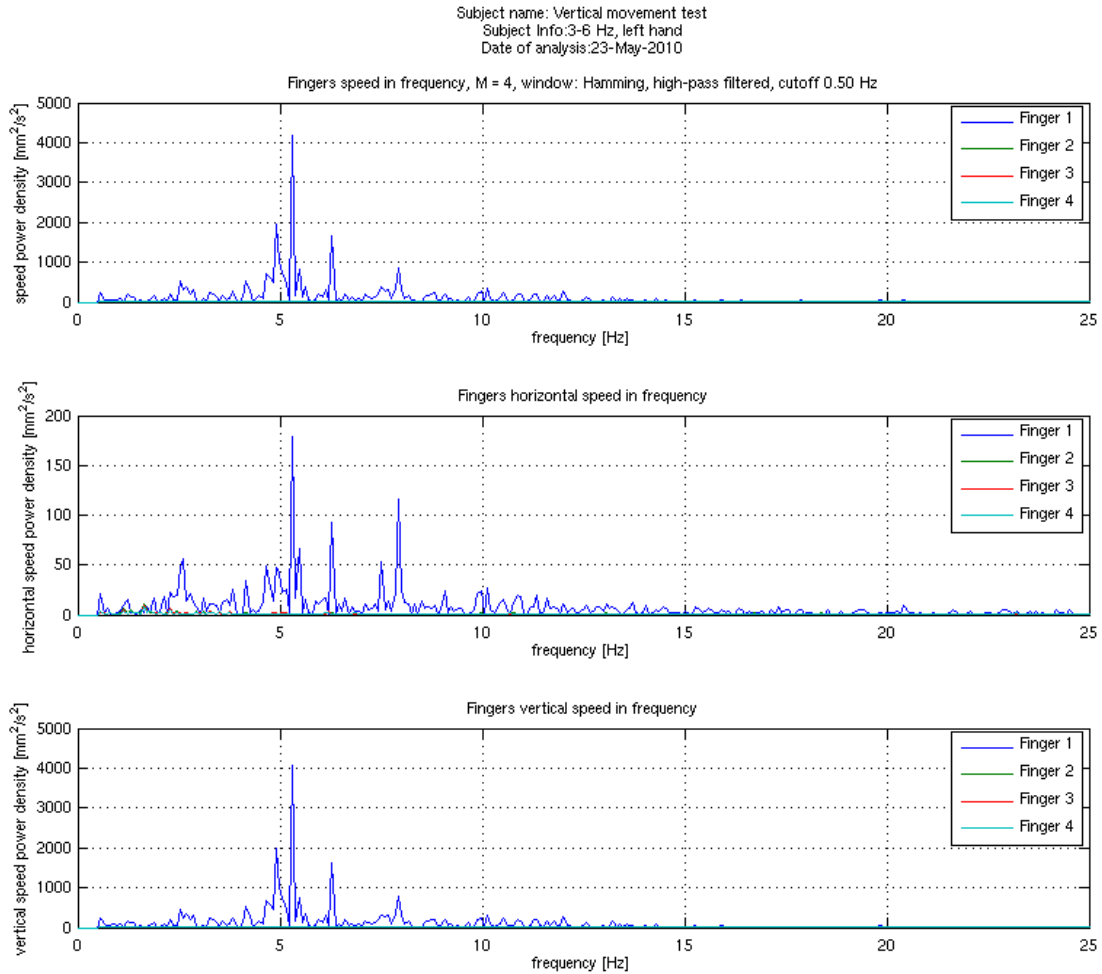 Subject name: Vertical movement test
Subject Info:3-6 Hz, left hand
Date of analysis:23-May-2010
Fingers speed in frequency, M = 4, window: Hamming, high-pass filtered, cutoff 0.50 Hz
speed power density [mm²/s²]
5000
4000
3000
2000
1000
0
Finger 1
Finger 2
Finger 3
Finger 4
0 5 10 15 20 25
frequency [Hz]
Fingers horizontal speed in frequency
horizontal speed power density [mm²/s²]
200
150
100
50
0
Finger 1
Finger 2
Finger 3
Finger 4
0 5 10 15 20 25
frequency [Hz]
Fingers vertical speed in frequency
vertical speed power density [mm²/s²]
5000
4000
3000
2000
1000
0
Finger 1
Finger 2
Finger 3
Finger 4
0 5 10 15 20 25
frequency [Hz]